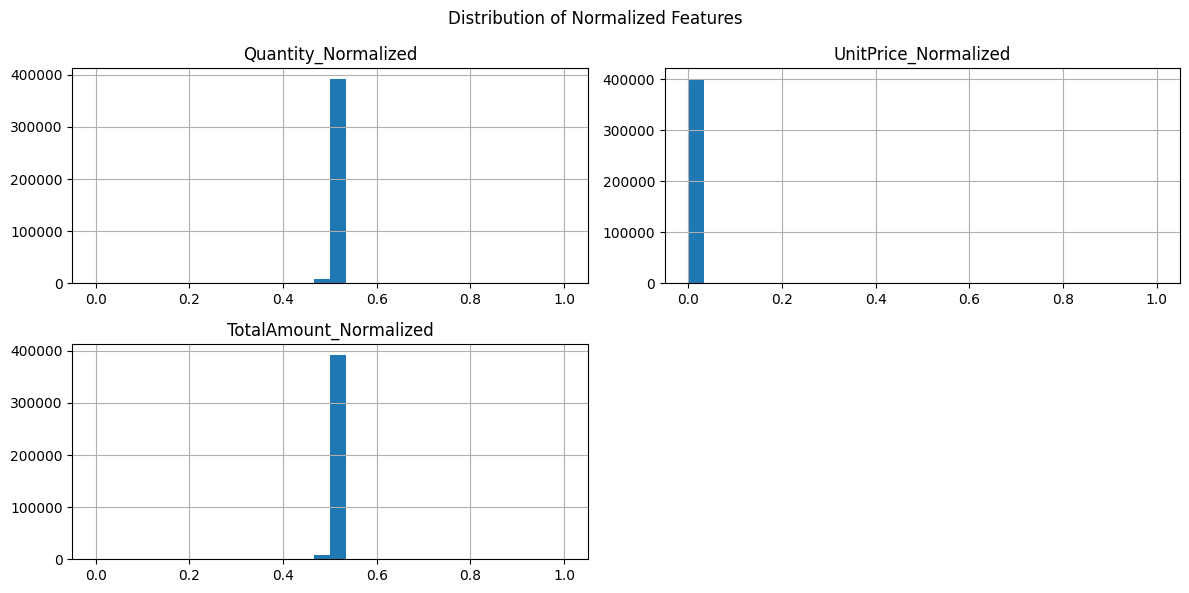 Distribution of Normalized Features
Quantity_Normalized
400000
300000
200000
100000
0
0.0 0.2 0.4 0.6 0.8 1.0
UnitPrice_Normalized
400000
300000
200000
100000
0
0.0 0.2 0.4 0.6 0.8 1.0
TotalAmount_Normalized
400000
300000
200000
100000
0
0.0 0.2 0.4 0.6 0.8 1.0